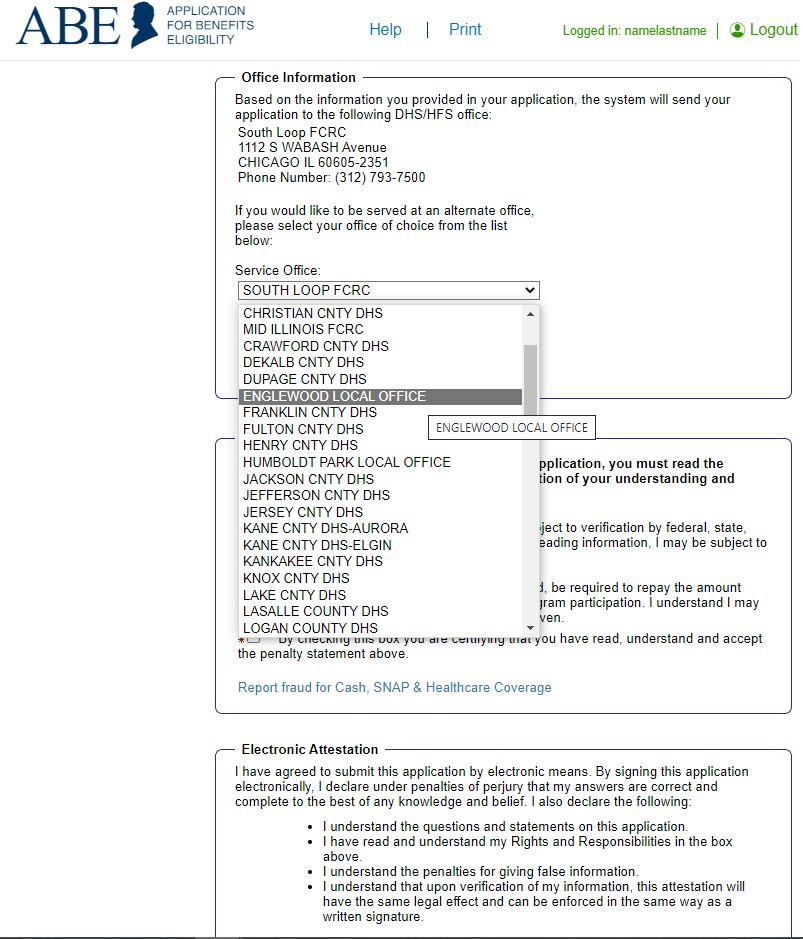 ABE
APPLICATION
FOR BENEFITS
ELIGIBILITY
Help | Print
Logged in: namelastname | Logout
Office Information
Based on the information you provided in your application, the system will send your
application to the following DHS/HFS office:
South Loop FCRC
1112 S WABASH Avenue
CHICAGO IL 60605-2351
Phone Number: (312) 793-7500
If you would like to be served at an alternate office,
please select your office of choice from the list
below:
Service Office:
SOUTH LOOP FCRC
CHRISTIAN CNTY DHS
MID ILLINOIS FCRC
CRAWFORD CNTY DHS
DEKALB CNTY DHS
DUPAGE CNTY DHS
ENGLEWOOD LOCAL OFFICE
FRANKLIN CNTY DHS
FULTON CNTY DHS
ENGLEWOOD LOCAL OFFICE
HENRY CNTY DHS
HUMBOLDT PARK LOCAL OFFICE
JACKSON CNTY DHS
JEFFERSON CNTY DHS
JERSEY CNTY DHS
KANE CNTY DHS-AURORA
KANE CNTY DHS-ELGIN
KANKAKEE CNTY DHS
KNOX CNTY DHS
LAKE CNTY DHS
LASALLE COUNTY DHS
LOGAN COUNTY DHS
pplication, you must read the
tion of your understanding and
ject to verification by federal, state,
eading information, I may be subject to
d, be required to repay the amount
gram participation. I understand I may
ven.
* By checking this box you are certifying that you have read, understand and accept
the penalty statement above.
Report fraud for Cash, SNAP & Healthcare Coverage
Electronic Attestation
I have agreed to submit this application by electronic means. By signing this application
electronically, I declare under penalties of perjury that my answers are correct and
complete to the best of any knowledge and belief. I also declare the following:
• I understand the questions and statements on this application.
• I have read and understand my Rights and Responsibilities in the box
above.
• I understand the penalties for giving false information.
• I understand that upon verification of my information, this attestation will
have the same legal effect and can be enforced in the same way as a
written signature.